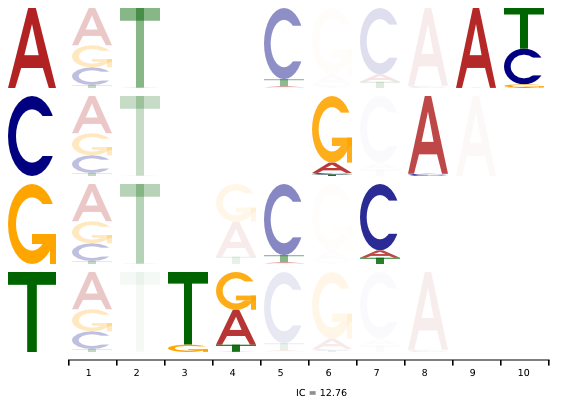 A A G C T C G C A A T C
C A G C T G A C A A
G A G C T G A C C A
T A G C T T G G A C G C A
1 2 3 4 5 6 7 8 9 10
IC = 12.76